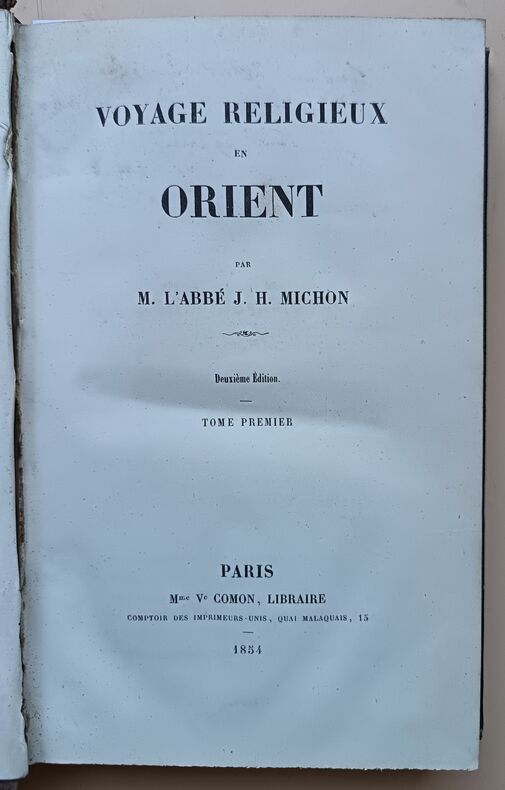 VOYAGE RELIGIEUX
EN
ORIENT
PAR
M. L'ABBÉ J. H. MICHON
Deuxième Édition.
TOME PREMIER
PARIS
Mme Ve COMON, LIBRAIRE
COMPTOIR DES IMPRIMEURS-UNIS, QUAI MALAQUAIS, 15
1854